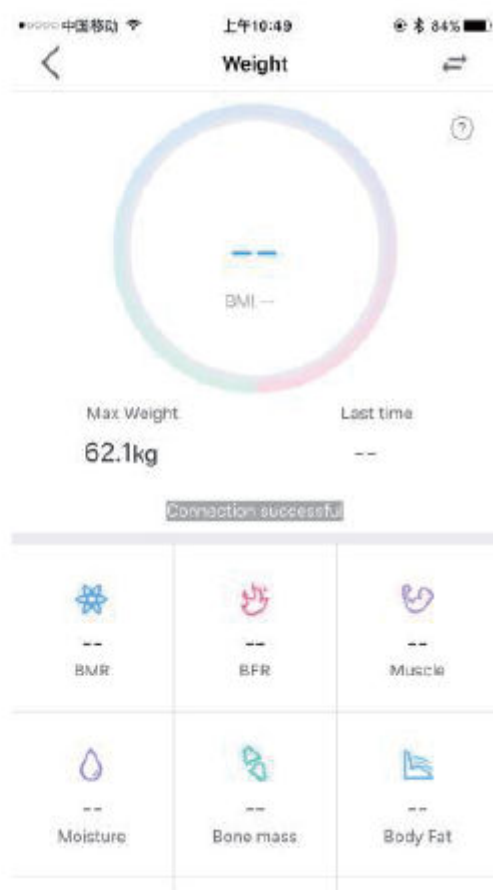 中国移动 上午10:49 84%
Weight
?
--
BMI --
Max Weight Last time
62.1kg --
Connection successful
-- -- --
BMR BFR Muscle
-- -- --
Moisture Bone mass Body Fat